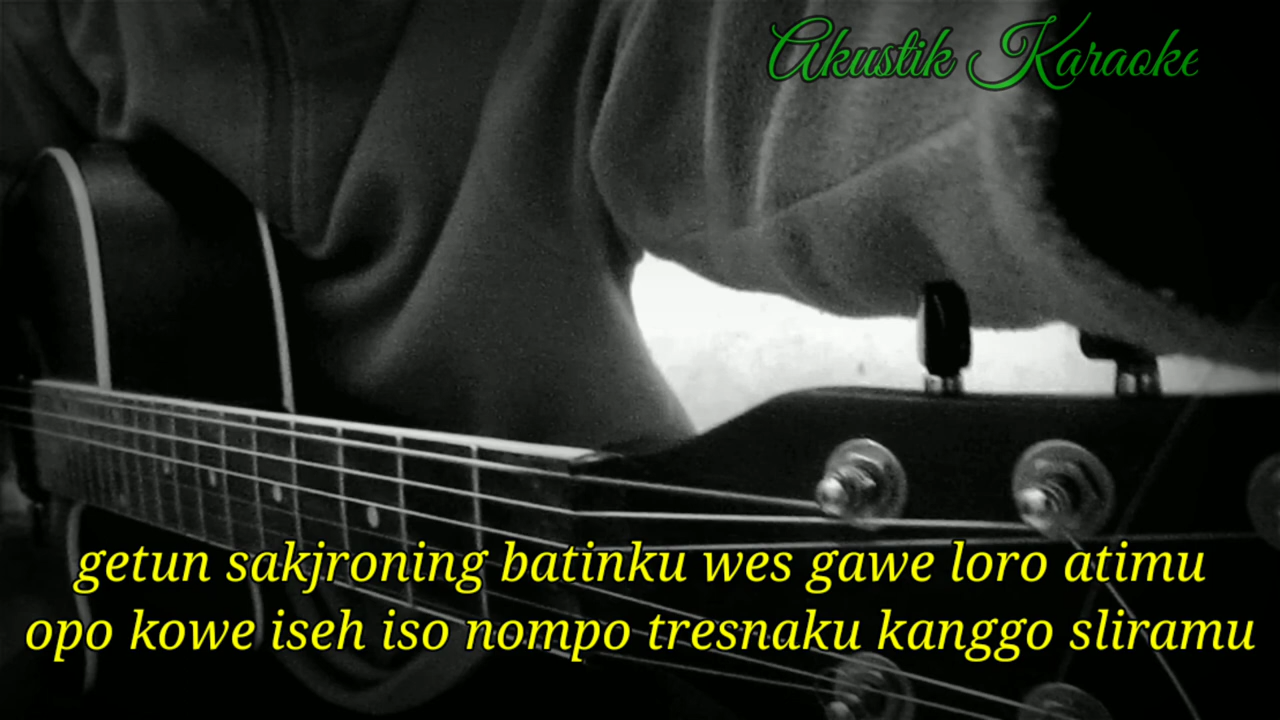 Akustik Karaoke
getun sakjroning batinku wes gawe loro atimu
opo kowe iseh iso nompo tresnaku kanggo sliramu